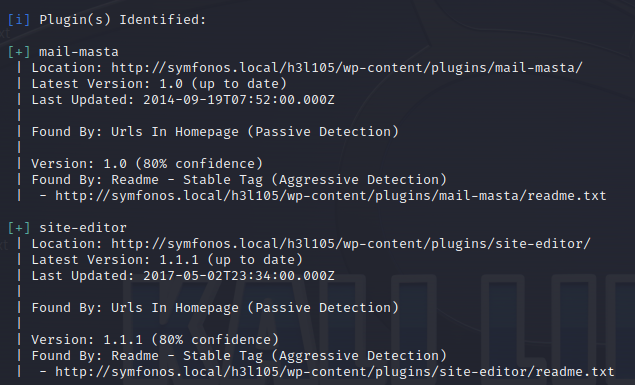 [i] Plugin(s) Identified:
[+] mail-masta
| Location: http://symfonos.local/h3l105/wp-content/plugins/mail-masta/
| Latest Version: 1.0 (up to date)
| Last Updated: 2014-09-19T07:52:00.000Z
|
| Found By: Urls In Homepage (Passive Detection)
|
| Version: 1.0 (80% confidence)
| Found By: Readme - Stable Tag (Aggressive Detection)
|  - http://symfonos.local/h3l105/wp-content/plugins/mail-masta/readme.txt
[+] site-editor
| Location: http://symfonos.local/h3l105/wp-content/plugins/site-editor/
| Latest Version: 1.1.1 (up to date)
| Last Updated: 2017-05-02T23:34:00.000Z
|
| Found By: Urls In Homepage (Passive Detection)
|
| Version: 1.1.1 (80% confidence)
| Found By: Readme - Stable Tag (Aggressive Detection)
|  - http://symfonos.local/h3l105/wp-content/plugins/site-editor/readme.txt